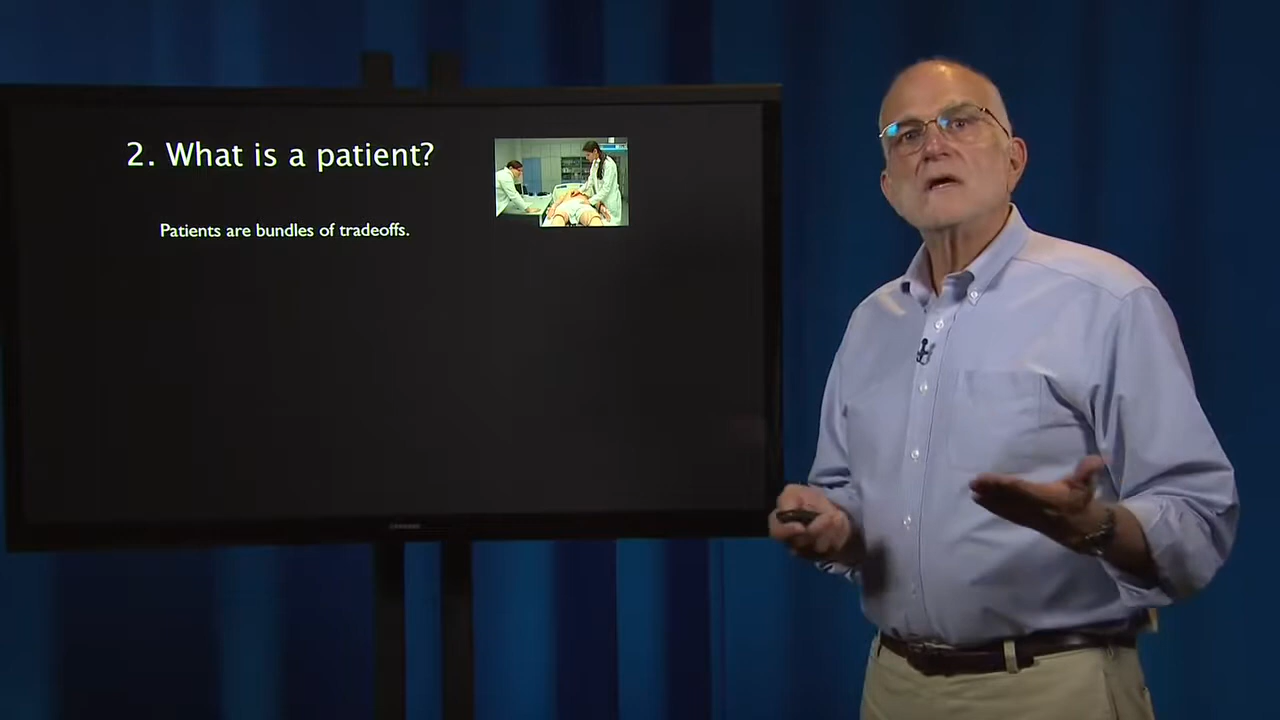 2. What is a patient?
Patients are bundles of tradeoffs.